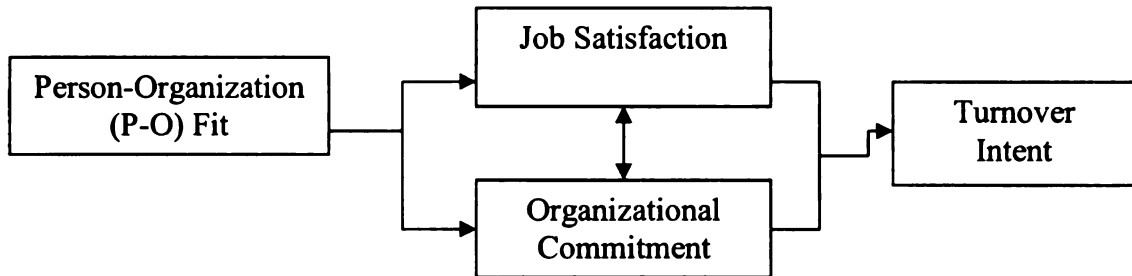 Job Satisfaction
Person-Organization
(P-O) Fit
Turnover
Intent
Organizational
Commitment